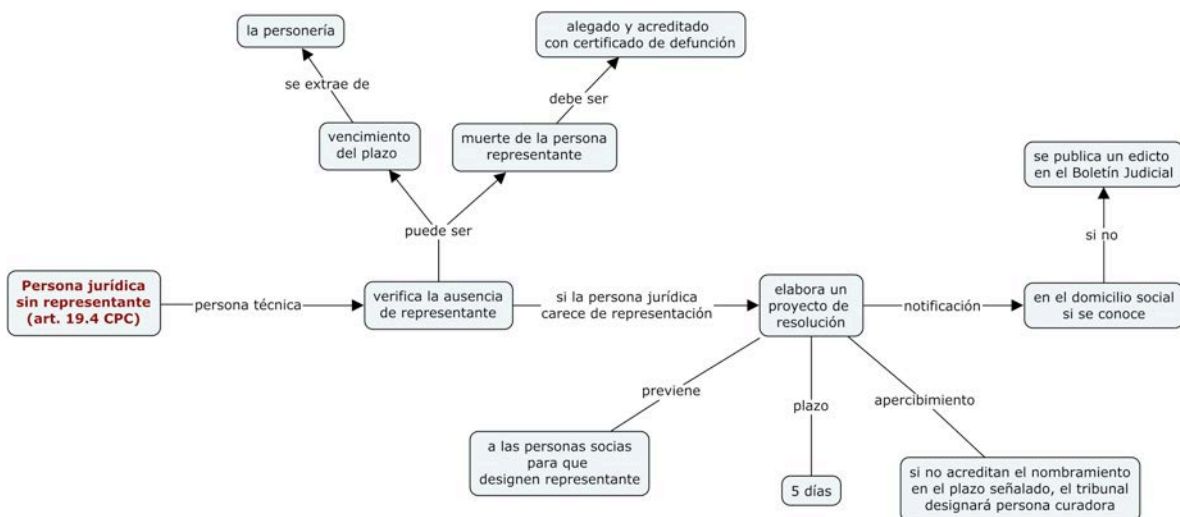 la personería
alegado y acreditado
con certificado de defunción
se extrae de
debe ser
vencimiento
del plazo
muerte de la persona
representante
se publica un edicto
en el Boletín Judicial
puede ser
si no
Persona jurídica
sin representante
(art. 19.4 CPC)
persona técnica
verifica la ausencia
de representante
si la persona jurídica
carece de representación
elabora un
proyecto de
resolución
notificación
en el domicilio social
si se conoce
previene
plazo
apercibimiento
a las personas socias
para que
designen representante
5 días
si no acreditan el nombramiento
en el plazo señalado, el tribunal
designará persona curadora